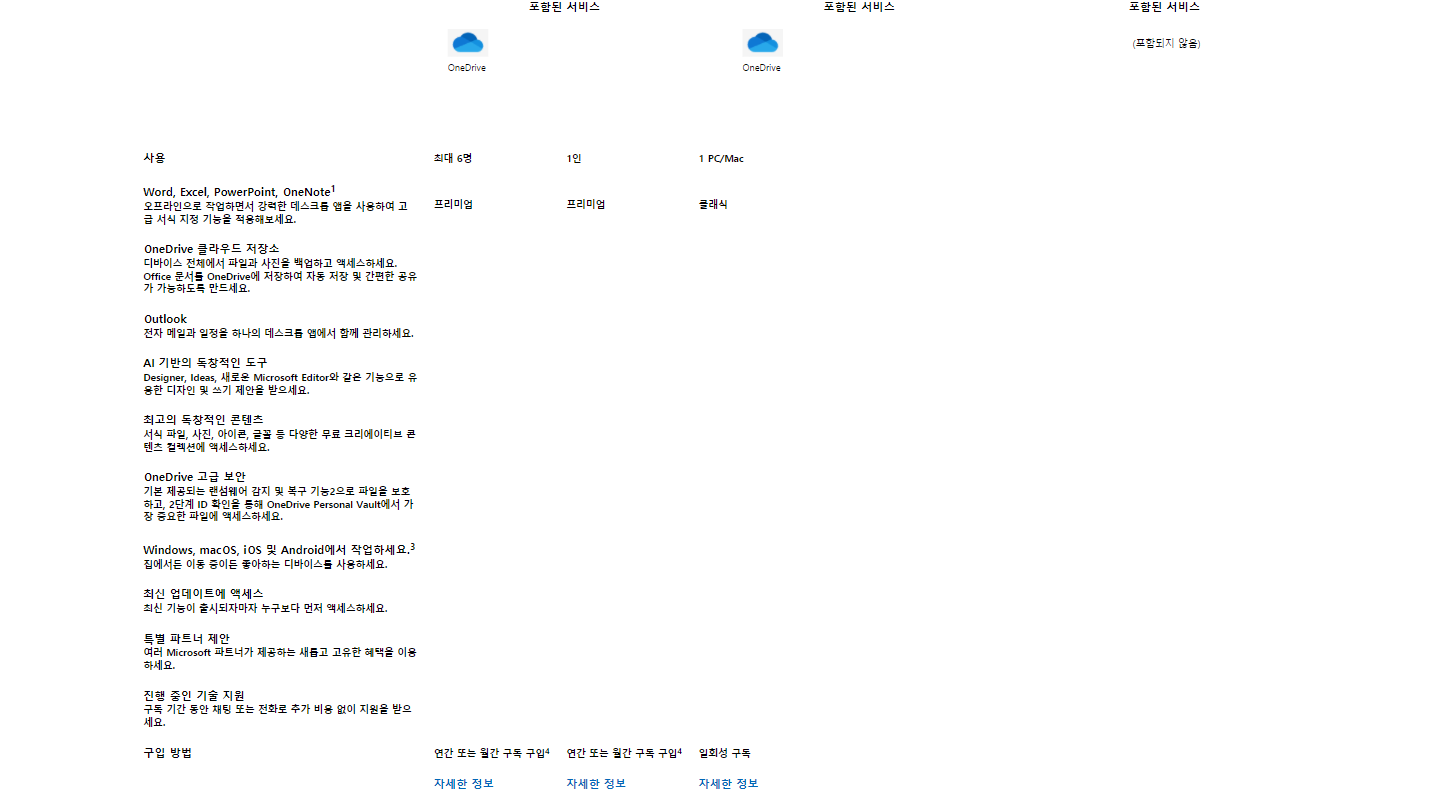 포함된 서비스 포함된 서비스 포함된 서비스
(포함되지 않음)
OneDrive OneDrive
사용 최대 6명 1인 1 PC/Mac
Word, Excel, PowerPoint, OneNote1
오프라인으로 작업하면서 강력한 데스크톱 앱을 사용하여 고
급 서식 지정 기능을 적용해보세요.
프리미엄 프리미엄 클래식
OneDrive 클라우드 저장소
디바이스 전체에서 파일과 사진을 백업하고 액세스하세요.
Office 문서를 OneDrive에 저장하여 자동 저장 및 간편한 공유
가 가능하도록 만드세요.
Outlook
전자 메일과 일정을 하나의 데스크톱 앱에서 함께 관리하세요.
AI 기반의 독창적인 도구
Designer, Ideas, 새로운 Microsoft Editor와 같은 기능으로 유
용한 디자인 및 쓰기 제안을 받으세요.
최고의 독창적인 콘텐츠
서식 파일, 사진, 아이콘, 글꼴 등 다양한 무료 크리에이티브 콘
텐츠 컬렉션에 액세스하세요.
OneDrive 고급 보안
기본 제공되는 랜섬웨어 감지 및 복구 기능2으로 파일을 보호
하고, 2단계 ID 확인을 통해 OneDrive Personal Vault에서 가
장 중요한 파일에 액세스하세요.
Windows, macOS, iOS 및 Android에서 작업하세요.3
집에서든 이동 중이든 좋아하는 디바이스를 사용하세요.
최신 업데이트에 액세스
최신 기능이 출시되자마자 누구보다 먼저 액세스하세요.
특별 파트너 제안
여러 Microsoft 파트너가 제공하는 새롭고 고유한 혜택을 이용
하세요.
진행 중인 기술 지원
구독 기간 동안 채팅 또는 전화로 추가 비용 없이 지원을 받으
세요.
구입 방법 연간 또는 월간 구독 구입4 연간 또는 월간 구독 구입4 일회성 구독
자세한 정보 자세한 정보 자세한 정보